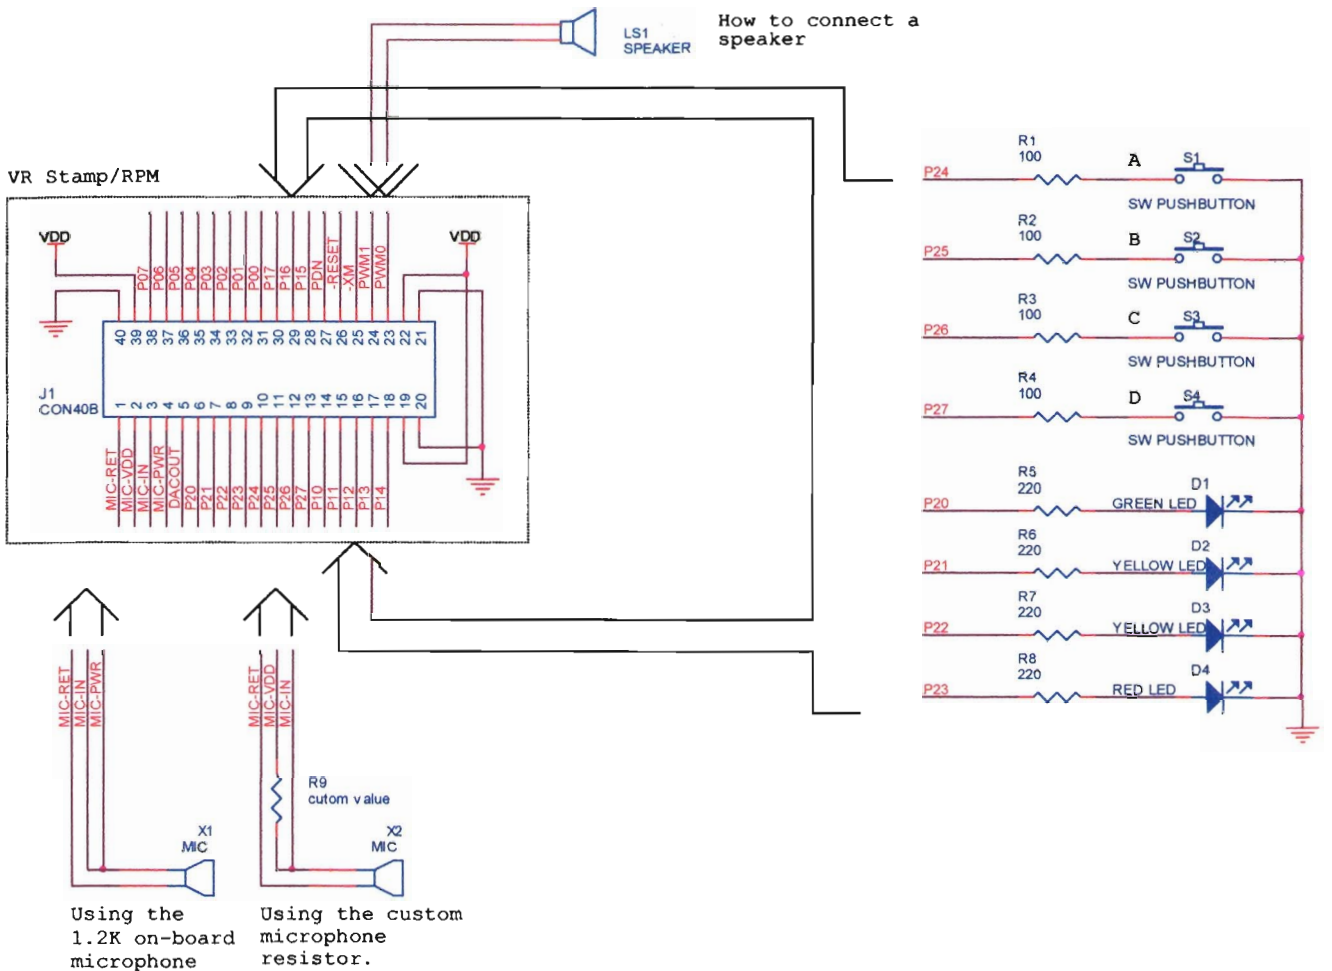 How to connect a
speaker
LS1
SPEAKER
VR Stamp/RPM
VDD
VDD
P07
P06
P05
P04
P03
P02
P01
P00
P17
P16
P15
PDN
-RESET
-XM
PWM1
PWM0
40
39
38
37
36
35
34
33
32
31
30
29
28
27
26
25
24
23
22
21
J1
CON40B
1
2
3
4
5
6
7
8
9
10
11
12
13
14
15
16
17
18
19
20
MIC-RET
MIC-VDD
MIC-IN
MIC-PWR
DACOUT
P20
P21
P22
P23
P24
P25
P26
P27
P10
P11
P12
P13
P14
R1
100
A
S1
P24
SW PUSHBUTTON
R2
100
B
S2
P25
SW PUSHBUTTON
R3
100
C
S3
P26
SW PUSHBUTTON
R4
100
D
S4
P27
SW PUSHBUTTON
R5
220
D1
P20
GREEN LED
R6
220
D2
P21
YELLOW LED
R7
220
D3
P22
YELLOW LED
R8
220
D4
P23
RED LED
MIC-RET
MIC-IN
MIC-PWR
MIC-RET
MIC-VDD
MIC-IN
R9
cutom value
X1
MIC
X2
MIC
Using the
1.2K on-board
microphone
Using the custom
microphone
resistor.